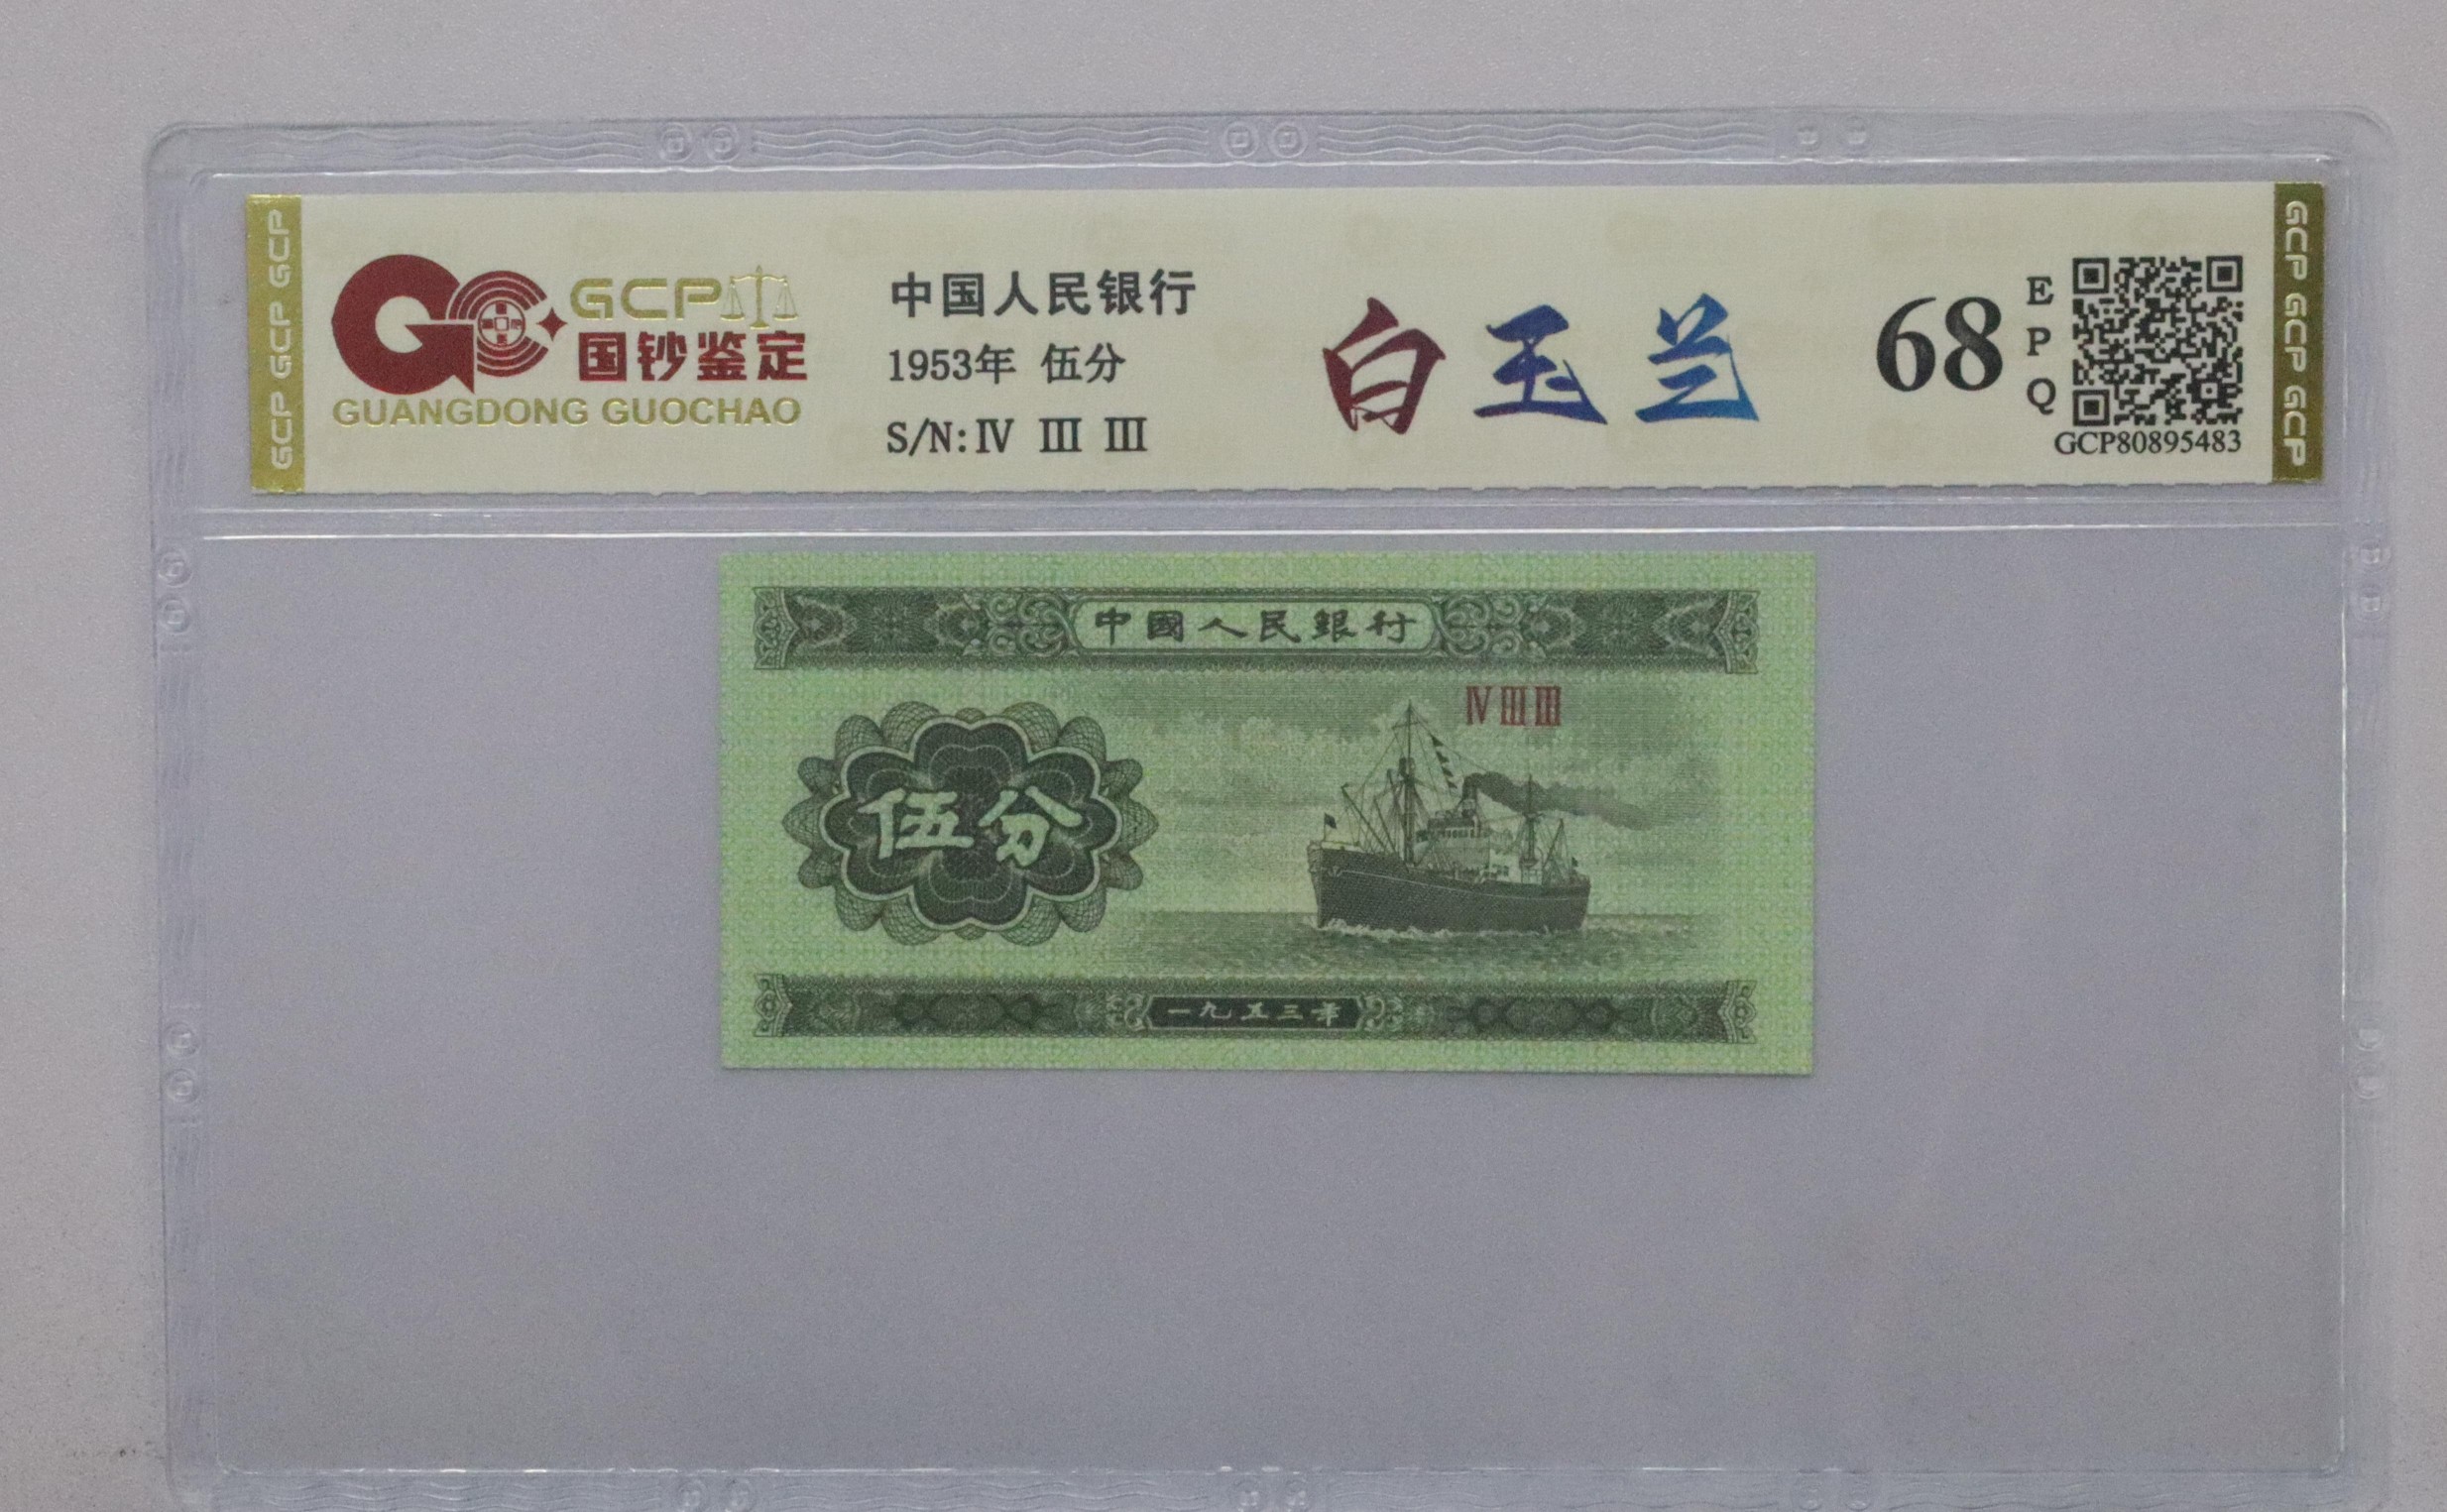 GCP GCP GCP
GCP
国钞鉴定
GUANGDONG GUOCHAO
中国人民银行
1953年 伍分
S/N: Ⅳ Ⅲ Ⅲ
白玉兰
68
EPQ
GCP80895483
GCP GCP GCP
中國人民銀行
Ⅳ Ⅲ Ⅲ
伍分
一九五三年